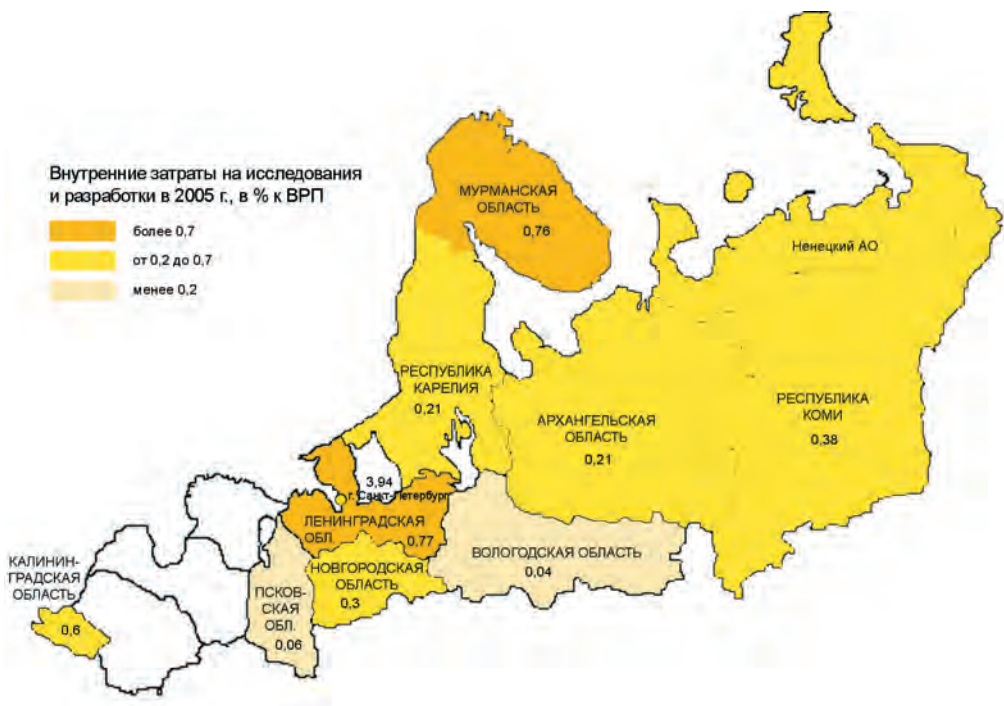 Внутренние затраты на исследования
и разработки в 2005 г., в % к ВРП
более 0,7
от 0,2 до 0,7
менее 0,2
МУРМАНСКАЯ
ОБЛАСТЬ
0,76
Ненецкий АО
РЕСПУБЛИКА
КАРЕЛИЯ
0,21
АРХАНГЕЛЬСКАЯ
ОБЛАСТЬ
0,21
РЕСПУБЛИКА
КОМИ
0,38
3,94
г. Санкт-Петербург
ЛЕНИНГРАДСКАЯ
ОБЛ. 0,77
ВОЛОГОДСКАЯ ОБЛАСТЬ
0,04
НОВГОРОДСКАЯ
ОБЛАСТЬ
0,3
ПСКОВ-
СКАЯ
ОБЛ.
0,06
КАЛИНИН-
ГРАДСКАЯ
ОБЛАСТЬ
0,6